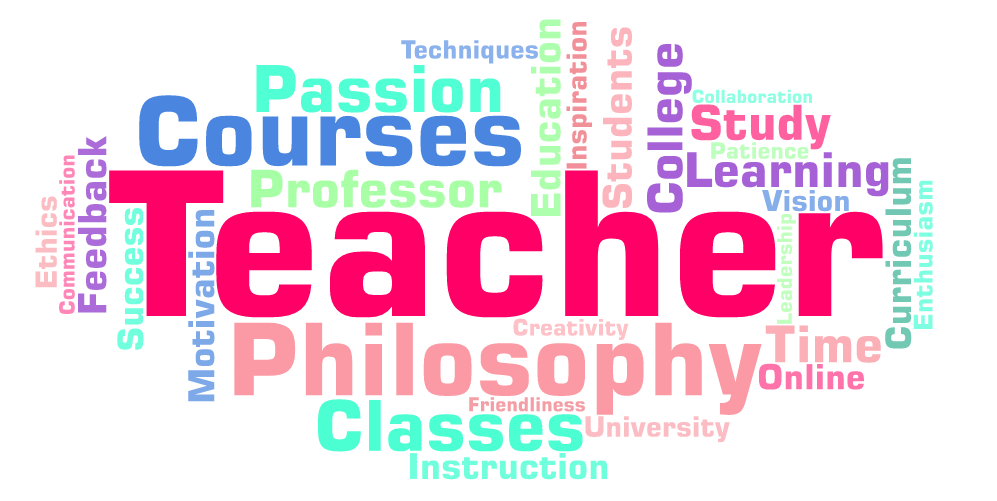 Techniques
Passion
Courses
Professor
Education
Inspiration
Students
College
Collaboration
Study
Patience
Learning
Vision
Ethics
Communication
Feedback
Success
Motivation
Teacher
Leadership
Curriculum
Enthusiasm
Creativity
Philosophy
Time
Online
Friendliness
Classes
University
Instruction